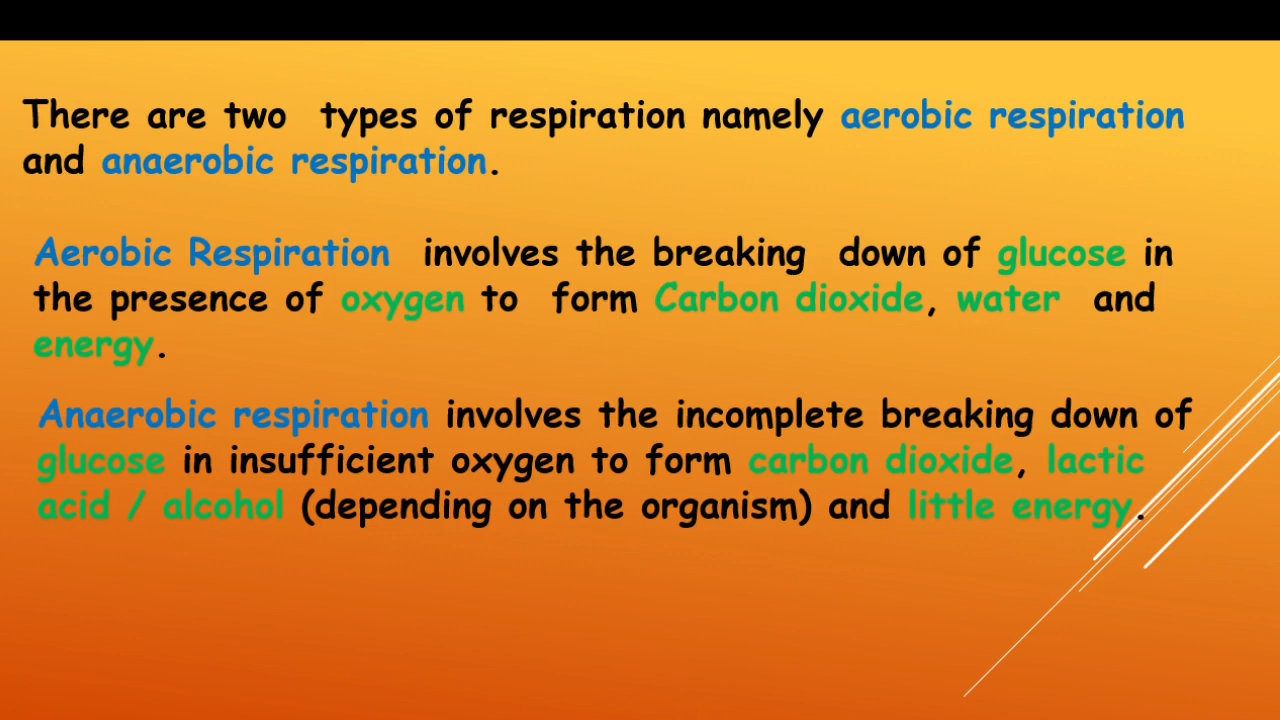 There are two types of respiration namely aerobic respiration
and anaerobic respiration.
Aerobic Respiration involves the breaking down of glucose in
the presence of oxygen to form Carbon dioxide, water and
energy.
Anaerobic respiration involves the incomplete breaking down of
glucose in insufficient oxygen to form carbon dioxide, lactic
acid / alcohol (depending on the organism) and little energy.